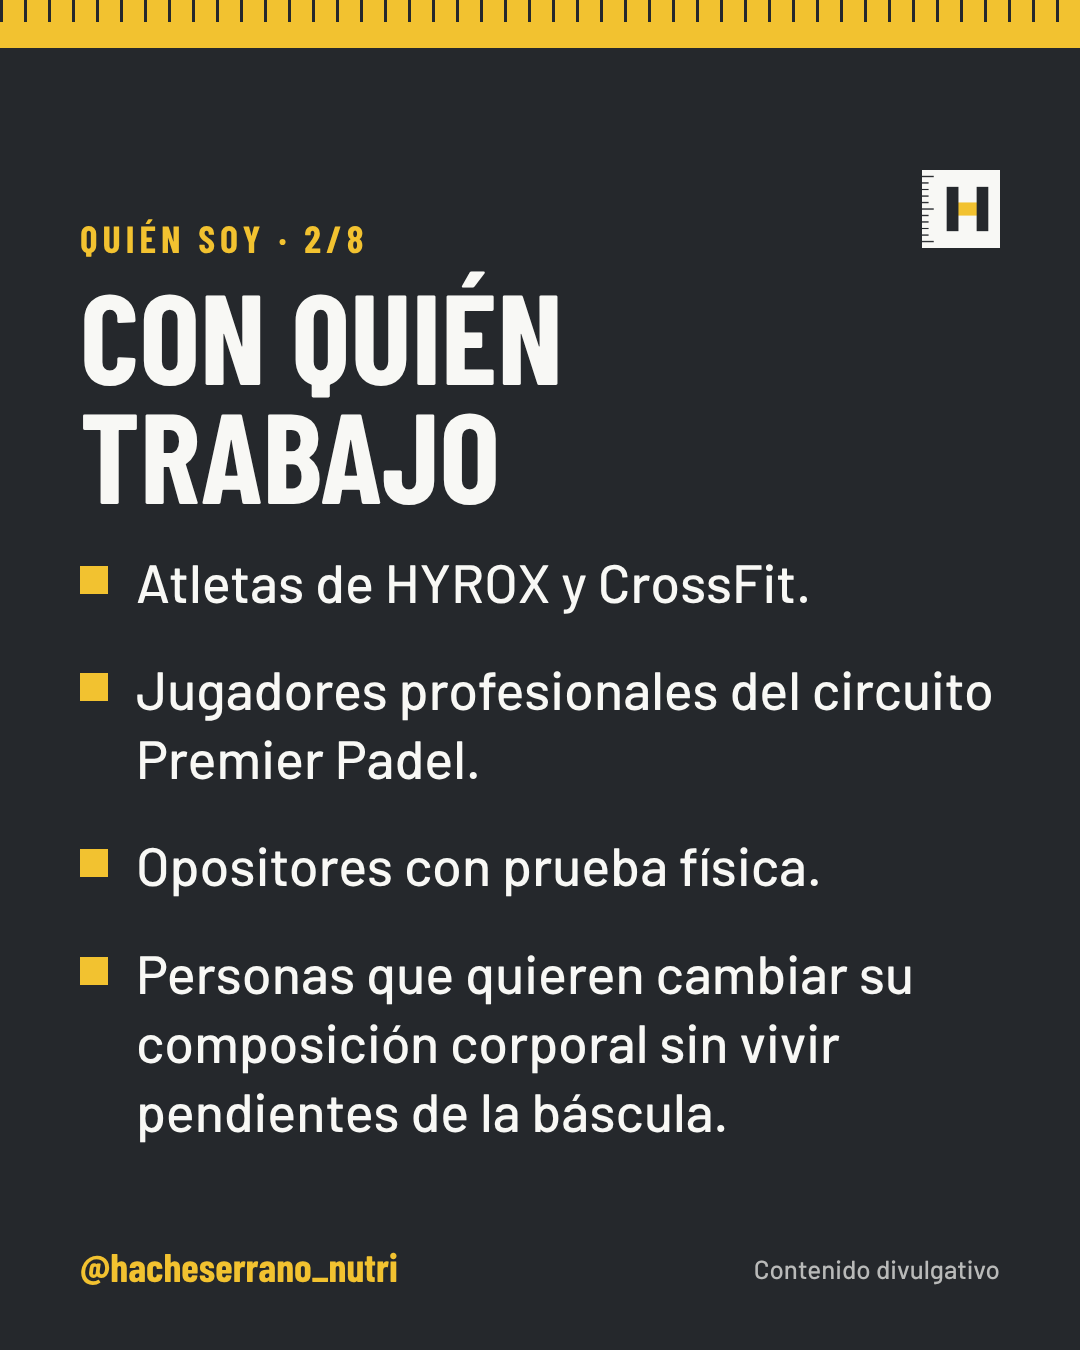 H
QUIÉN SOY · 2/8
CON QUIÉN
TRABAJO
Atletas de HYROX y CrossFit.
Jugadores profesionales del circuito
Premier Padel.
Opositores con prueba física.
Personas que quieren cambiar su
composición corporal sin vivir
pendientes de la báscula.
@hacheserrano_nutri
Contenido divulgativo